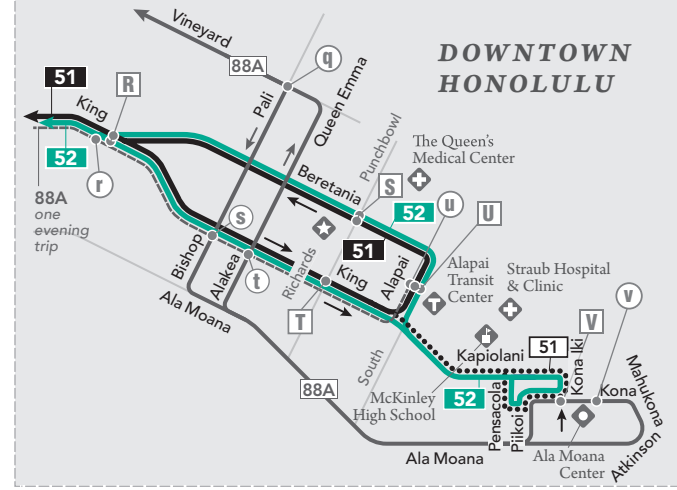 DOWNTOWN
HONOLULU
Vineyard
88A
q
Queen Emma
Pali
51
King
R
Punchbowl
The Queen's
Medical Center
Beretania
S
52
u
U
52
r
88A
one
evening
trip
s
51
Richards
King
Alapai
Alapai
Transit
Center
Straub Hospital
& Clinic
Bishop
Alakea
t
T
V
v
Ala Moana
South
Kapiolani
51
Kona Iki
Kona
Mahukona
88A
McKinley
High School
52
Pensacola
Piikoi
Ala Moana
Ala Moana
Center
Atkinson
T